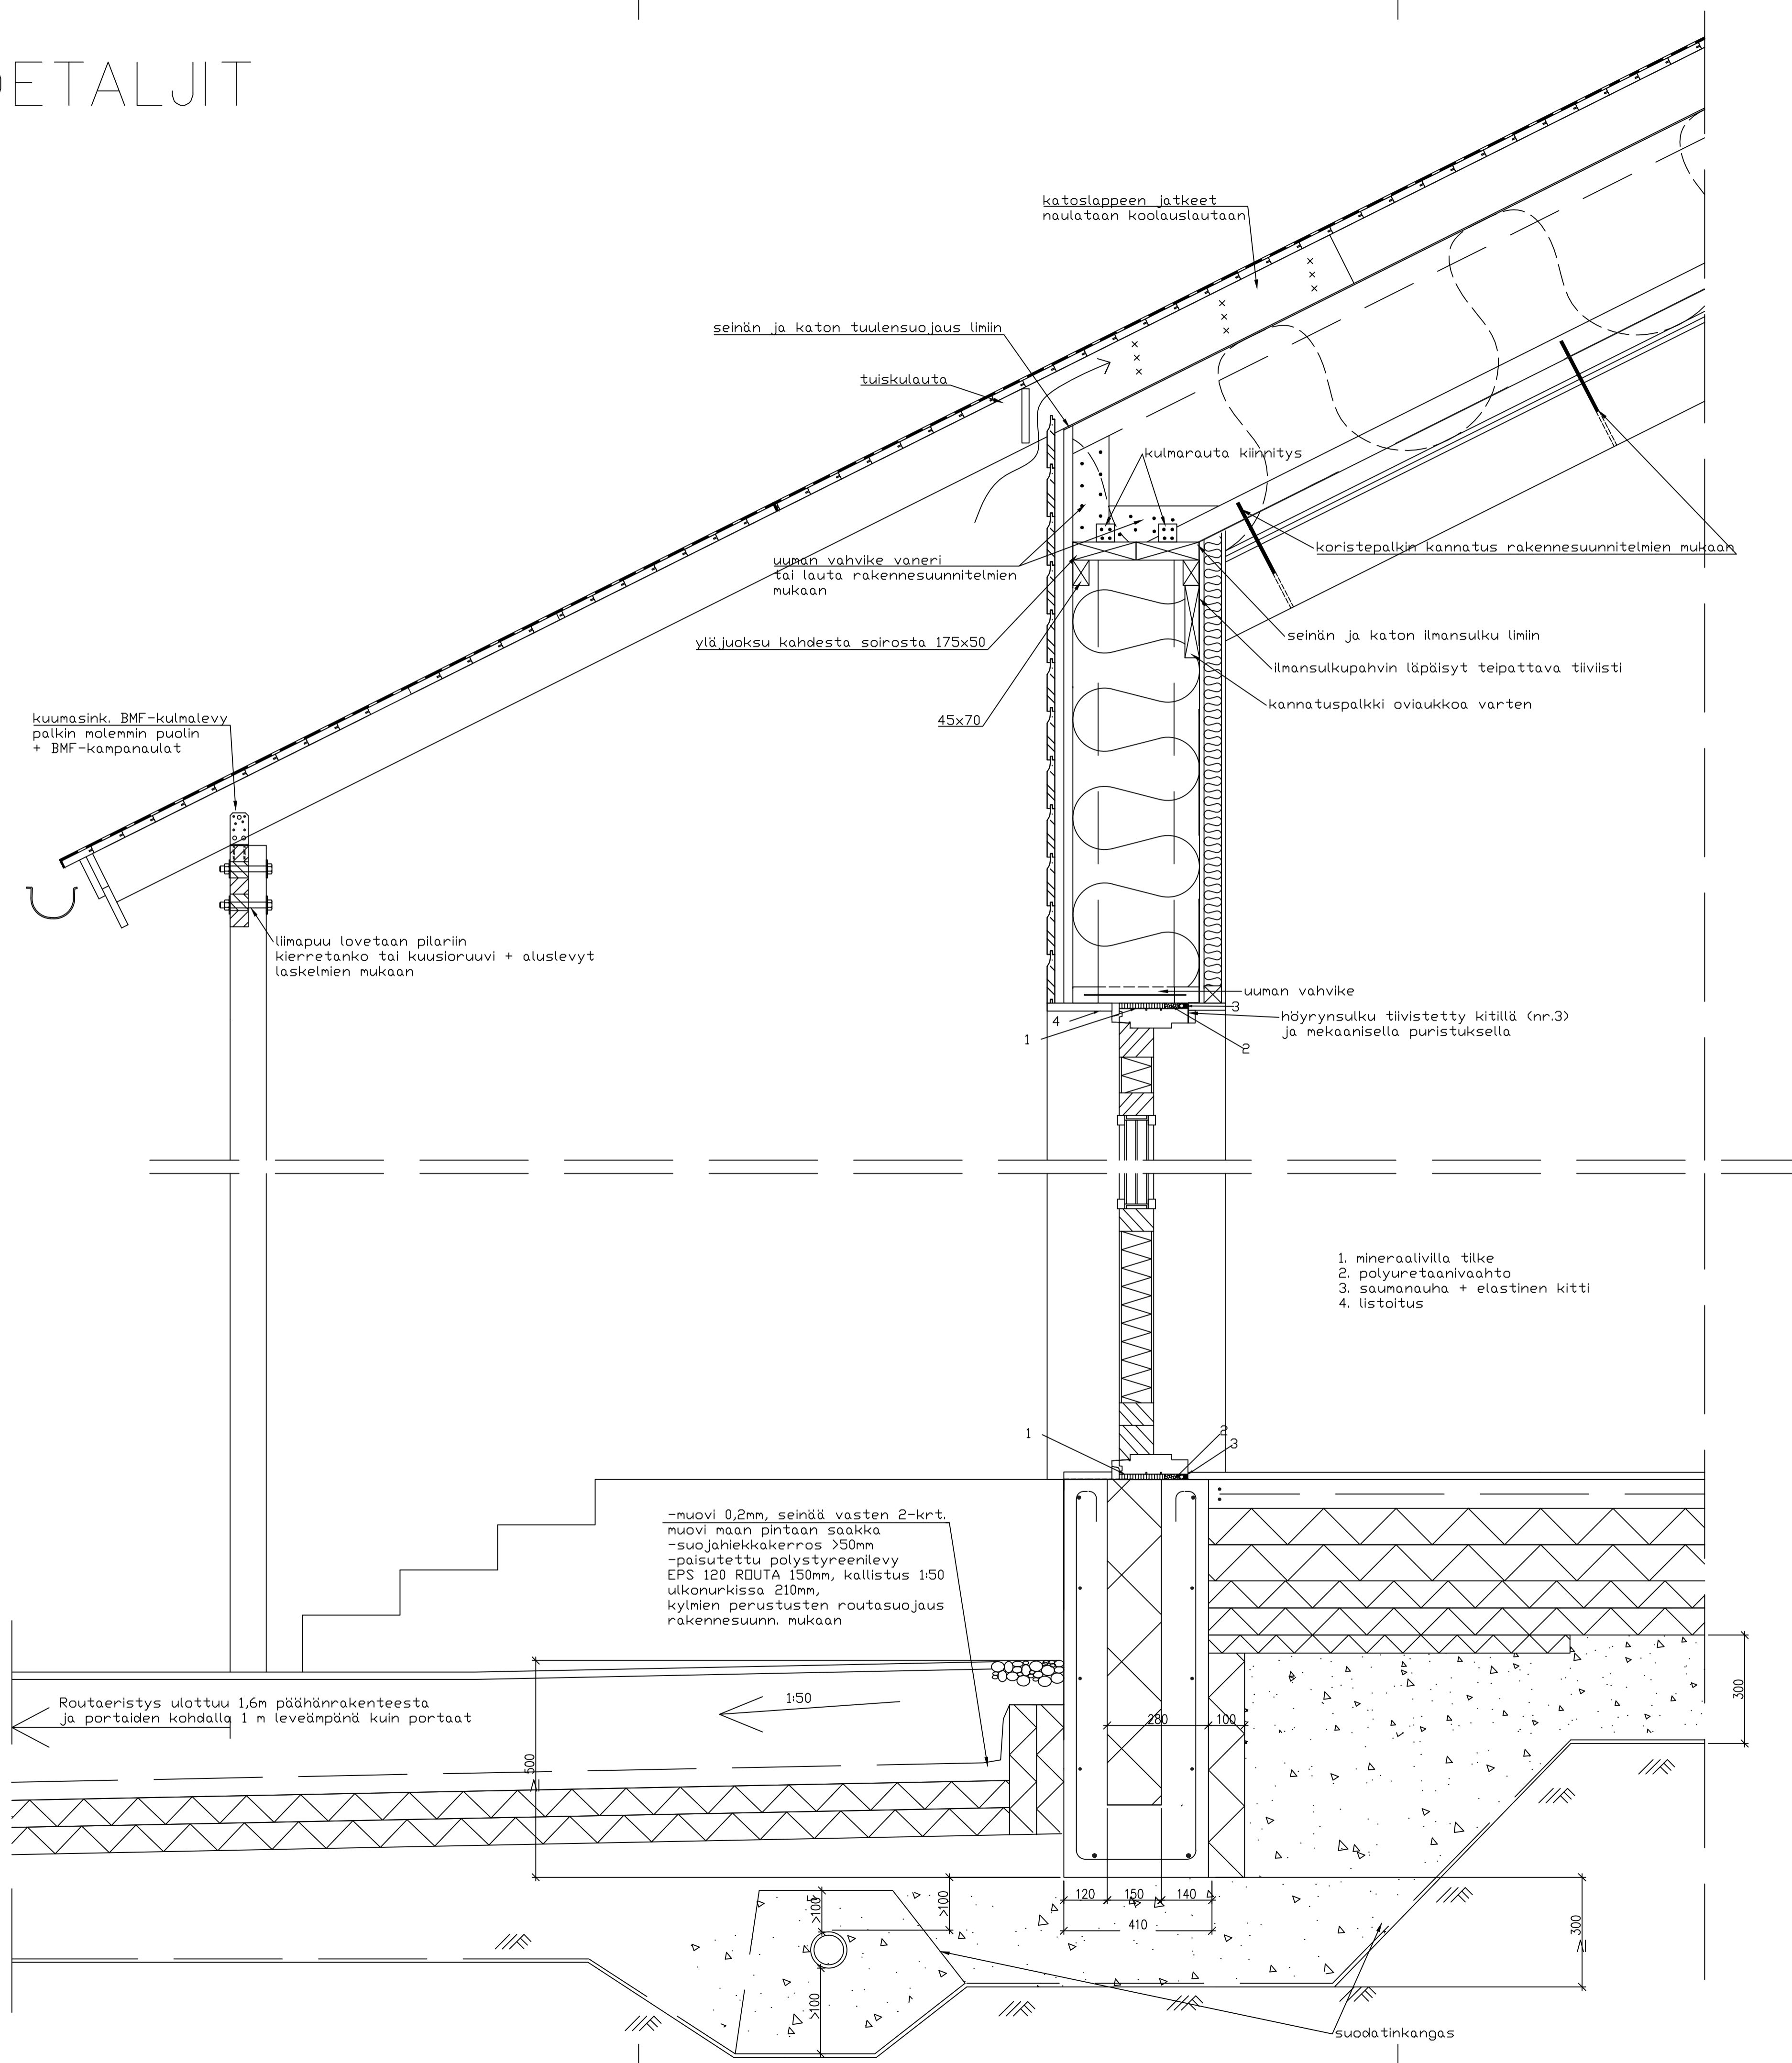 DETALJIT
katoslappeen jatkeet
naulataan koolauslautaan
seinän ja katon tuulensuojaus limiin
tuiskulauta
kulmarauta kiinnitys
koristepalkin kannatus rakennesuunnitelmien mukaan
uuman vahvike vaneri
tai lauta rakennesuunnitelmien
mukaan
yläjuoksu kahdesta soirosta 175x50
seinän ja katon ilmansulku limiin
ilmansulkupahvin läpäisyt teipattava tiiviisti
kannatuspalkki oviaukkoa varten
45x70
kuumasink. BMF-kulmalevy
palkin molemmin puolin
+ BMF-kampanaulat
liimapuu lovetaan pilariin
kierretanko tai kuusioruuvi + aluslevyt
laskelmien mukaan
uuman vahvike
3
4
höyrynsulku tiivistetty kitillä (nr.3)
ja mekaanisella puristuksella
1
2
1. mineraalivilla tilke
2. polyuretaanivaahto
3. saumanauha + elastinen kitti
4. listoitus
1
2
3
-muovi 0,2mm, seinää vasten 2-krt.
muovi maan pintaan saakka
-suojahiekkakerros >50mm
-paisutettu polystyreenilevy
EPS 120 ROUTA 150mm, kallistus 1:50
ulkonurkissa 210mm,
kylmien perustusten routasuojaus
rakennesuunn. mukaan
Routaeristys ulottuu 1,6m päähänrakenteesta
ja portaiden kohdalla 1 m leveämpänä kuin portaat
1:50
280
100
300
≥500
120
150
140
410
>100
>100
>100
≥300
suodatinkangas